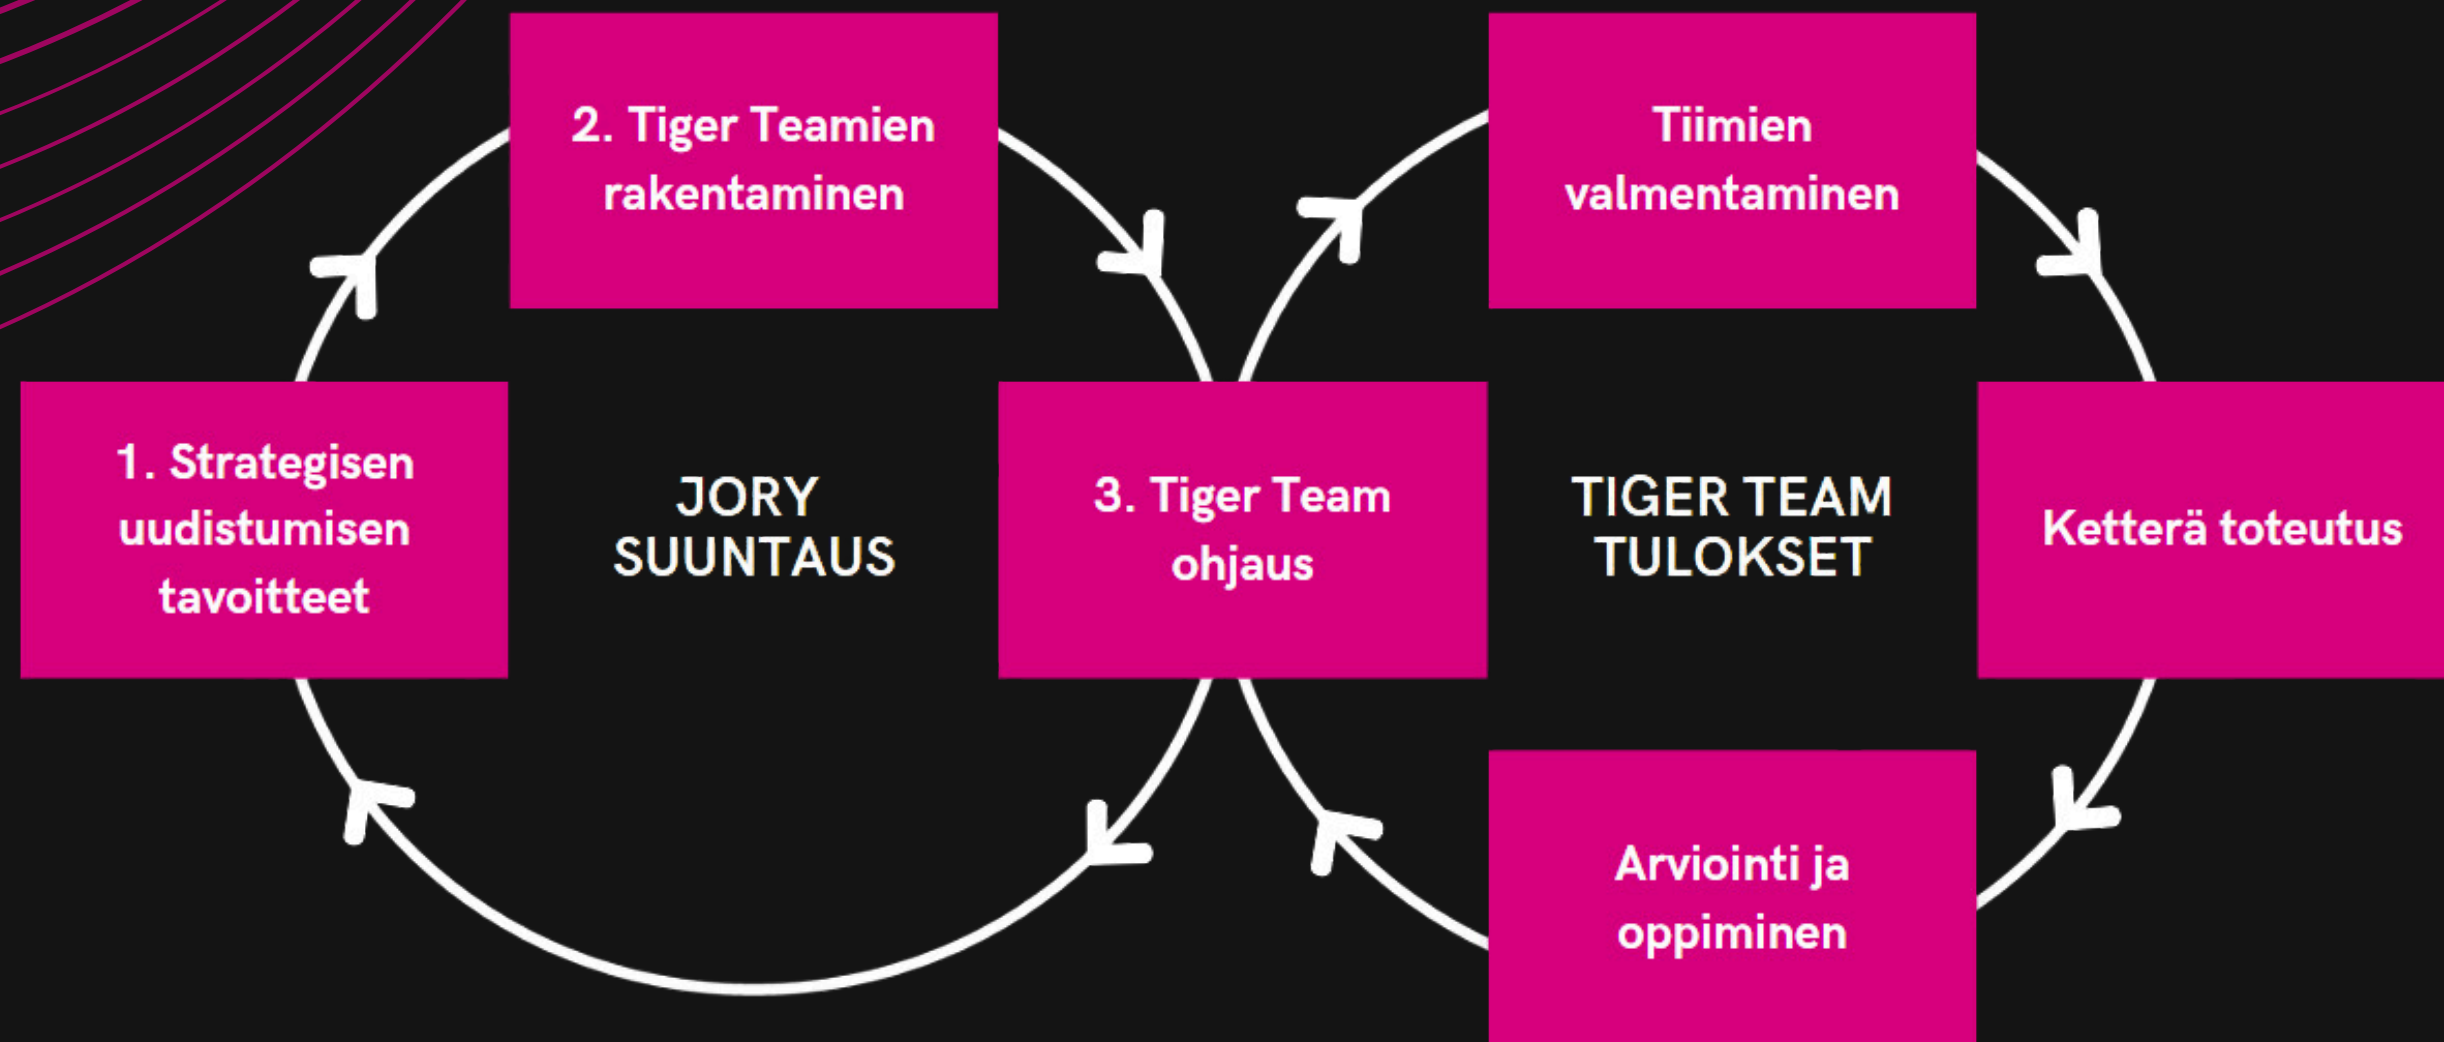 2. Tiger Teamien
rakentaminen
Tiimien
valmentaminen
1. Strategisen
uudistumisen
tavoitteet
JORY
SUUNTAUS
3. Tiger Team
ohjaus
TIGER TEAM
TULOKSET
Ketterä toteutus
Arviointi ja
oppiminen